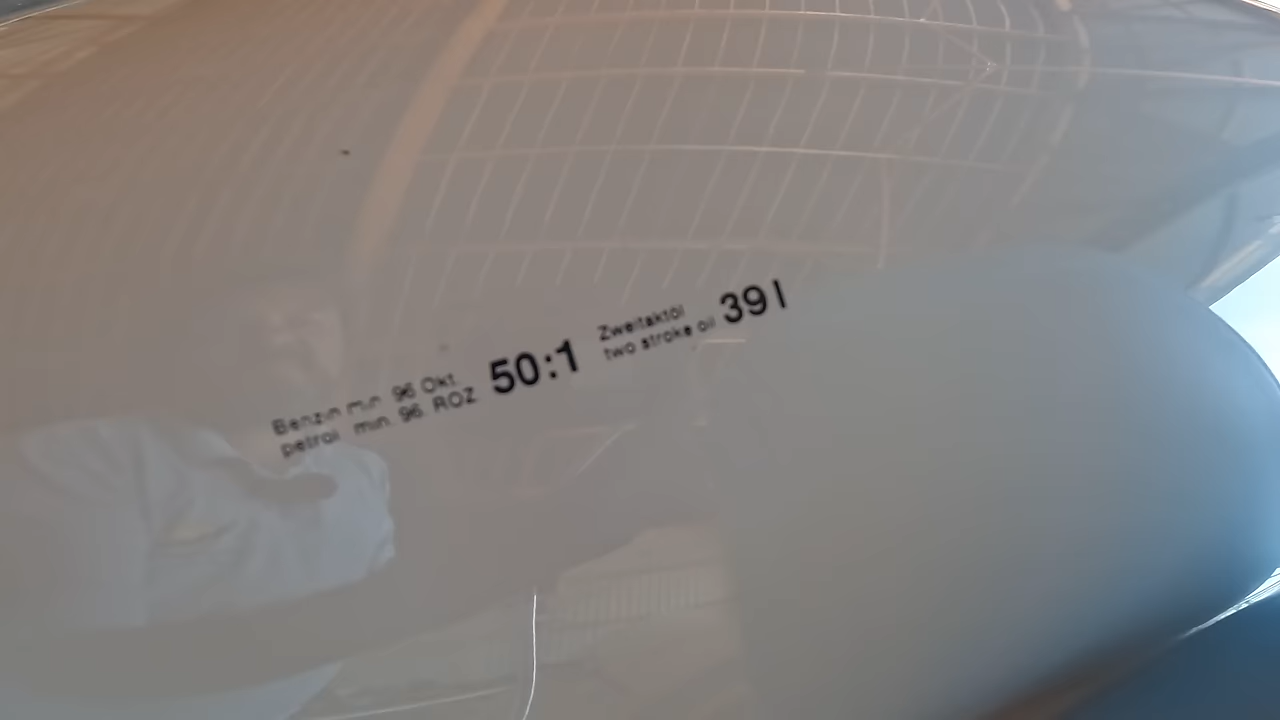 Benzin min. 96 Okt.
petrol min. 96 ROZ
50:1
Zweitaktöl
two stroke oil
39 l